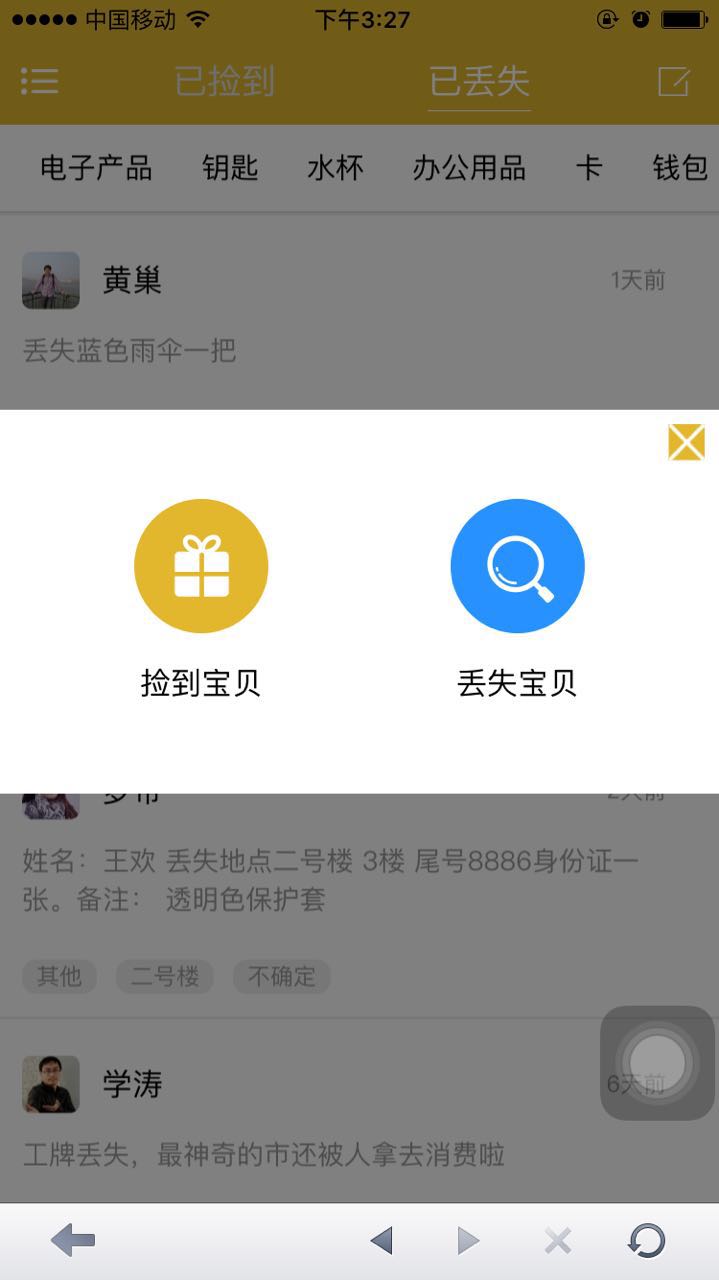 中国移动 下午3:27
已捡到 已丢失
电子产品 钥匙 水杯 办公用品 卡 钱包
黄巢 1天前
丢失蓝色雨伞一把
捡到宝贝 丢失宝贝
2天前
姓名：王欢 丢失地点二号楼 3楼 尾号8886身份证一
张。备注： 透明色保护套
其他 二号楼 不确定
学涛 6天前
工牌丢失，最神奇的市还被人拿去消费啦